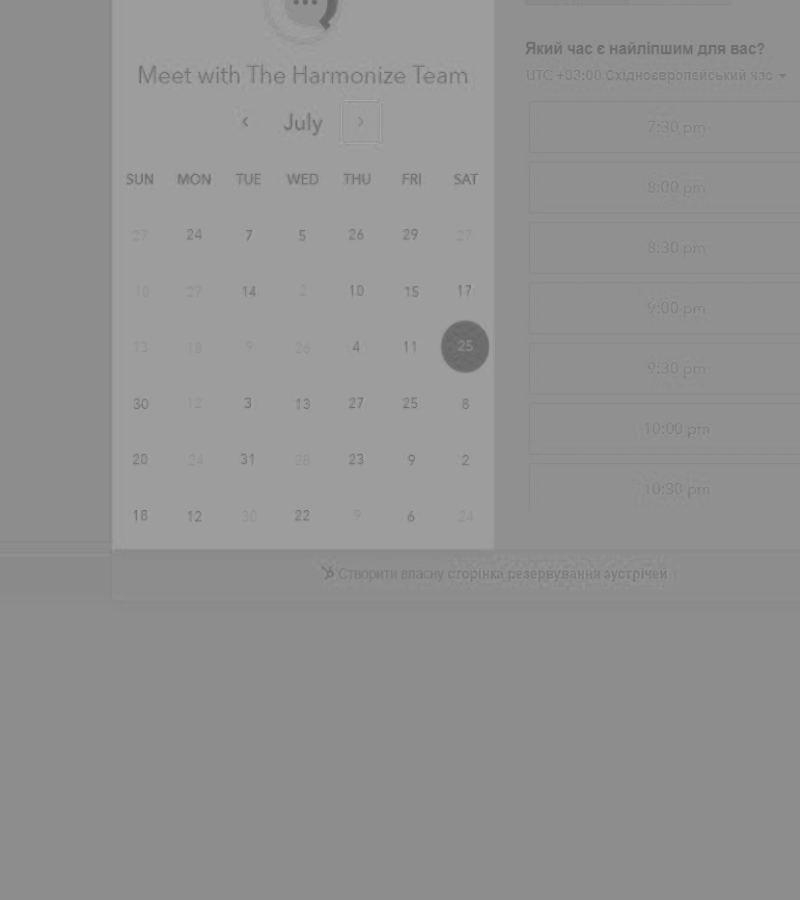 Meet with The Harmonize Team
‹ July ›
SUN MON TUE WED THU FRI SAT
27 24 7 5 26 29 27
10 27 14 2 10 15 17
13 18 9 26 4 11 25
30 12 3 13 27 25 8
20 24 31 28 23 9 2
18 12 30 22 9 6 24
Який час є найліпшим для вас?
UTC +03:00 Східноєвропейський час
7:30 pm
8:00 pm
8:30 pm
9:00 pm
9:30 pm
10:00 pm
10:30 pm
Створити власну сторінка резервування аустрічей